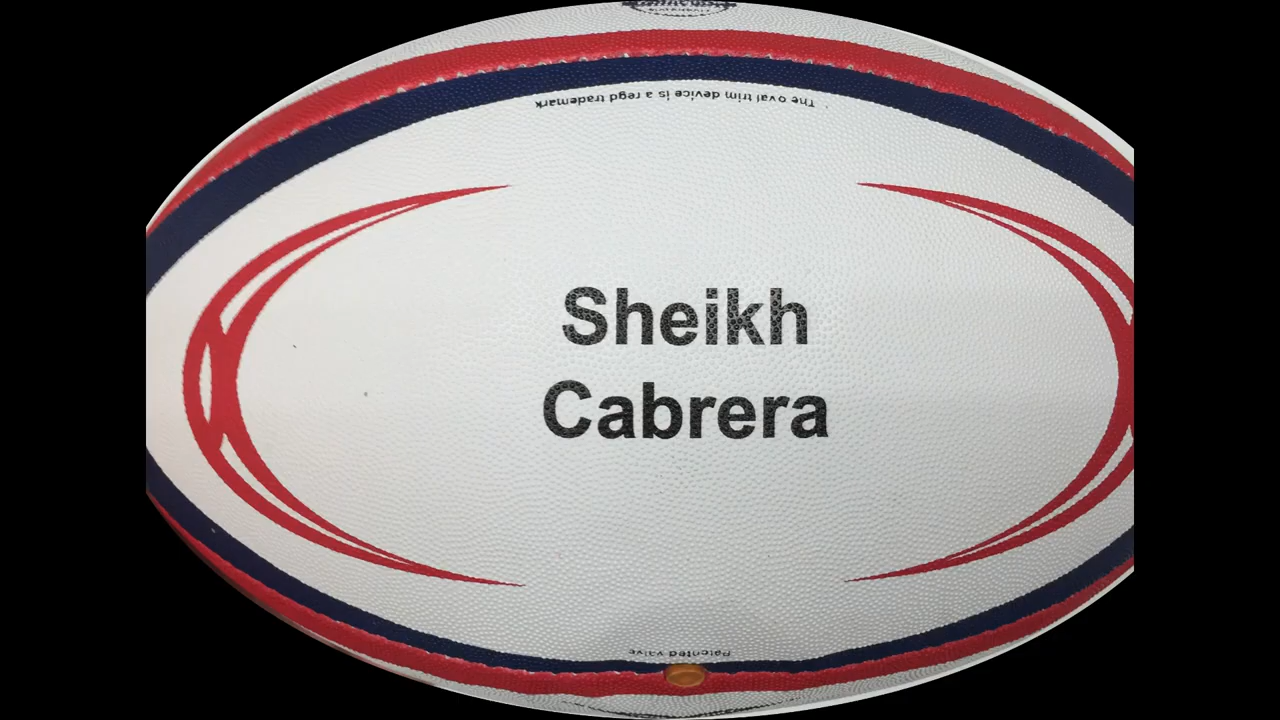 The oval trim device is a regd trademark
Sheikh
Cabrera
Patented valve